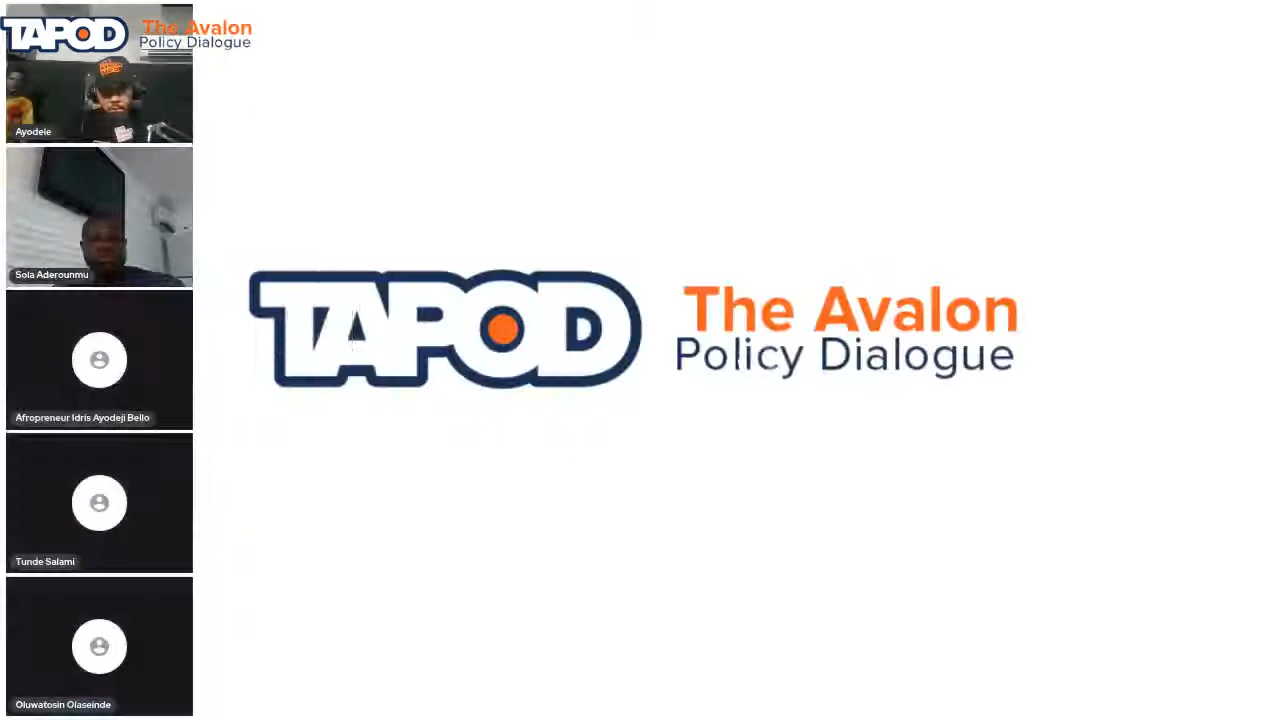 TAPOD
The Avalon
Policy Dialogue
Ayodele
Sola Aderounmu
Afropreneur Idris Ayodeji Bello
Tunde Salami
Oluwatosin Olaseinde
TAPOD
The Avalon
Policy Dialogue